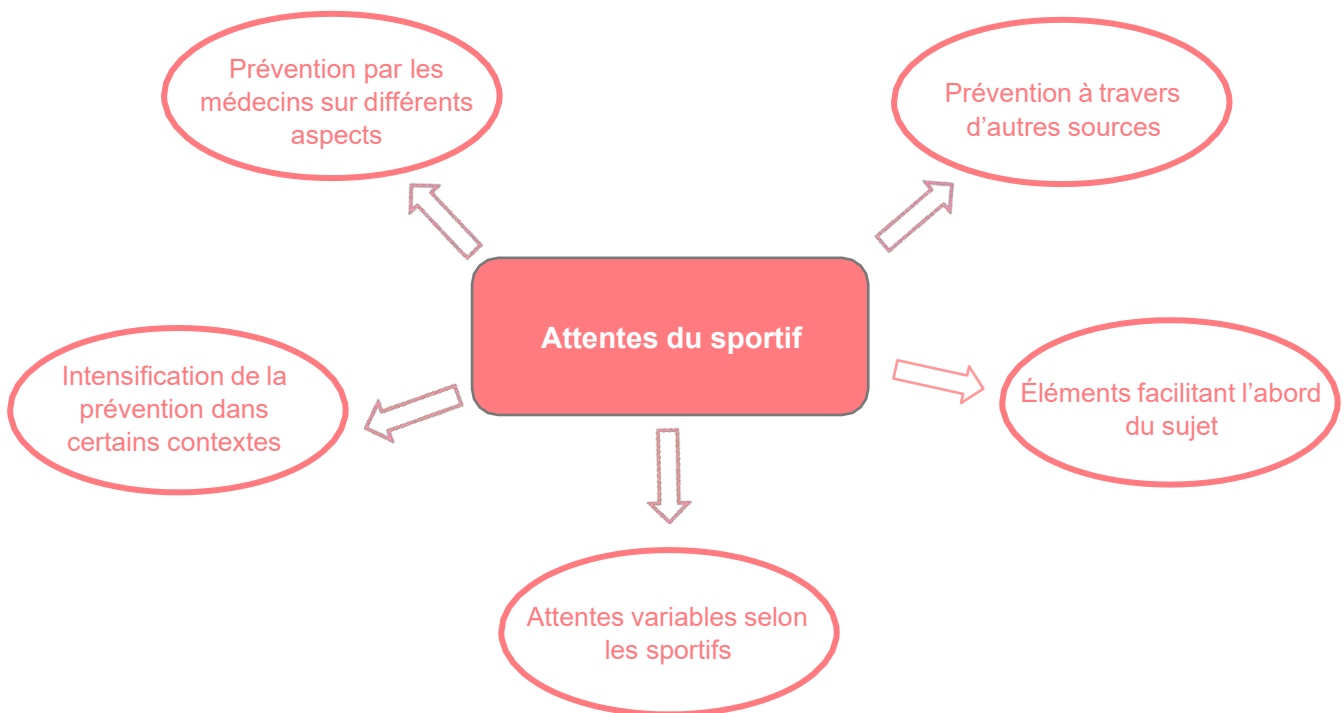 Prévention par les
médecins sur différents
aspects
Prévention à travers
d'autres sources
Attentes du sportif
Intensification de la
prévention dans
certains contextes
Éléments facilitant l'abord
du sujet
Attentes variables selon
les sportifs